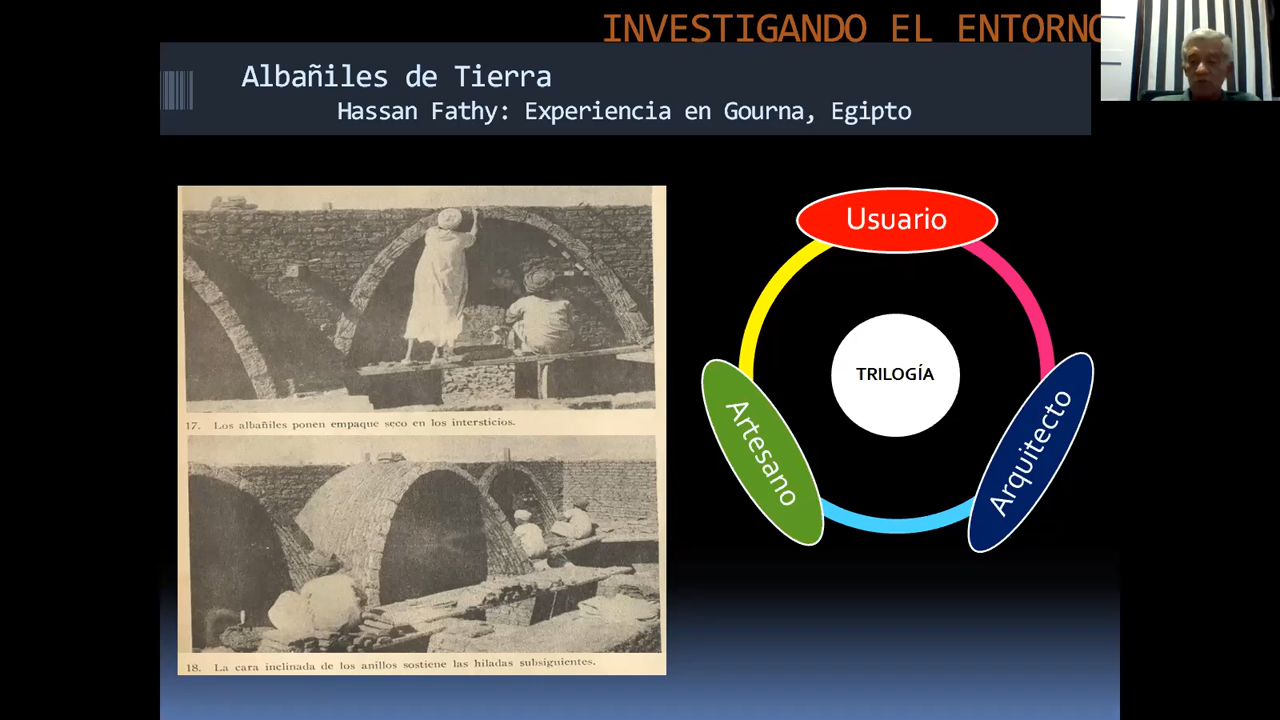 INVESTIGANDO EL ENTORNO
Albañiles de Tierra
Hassan Fathy: Experiencia en Gourna, Egipto
17. Los albañiles ponen empaque seco en los intersticios.
18. La cara inclinada de los anillos sostiene las hiladas subsiguientes.
Usuario
TRILOGÍA
Artesano
Arquitecto